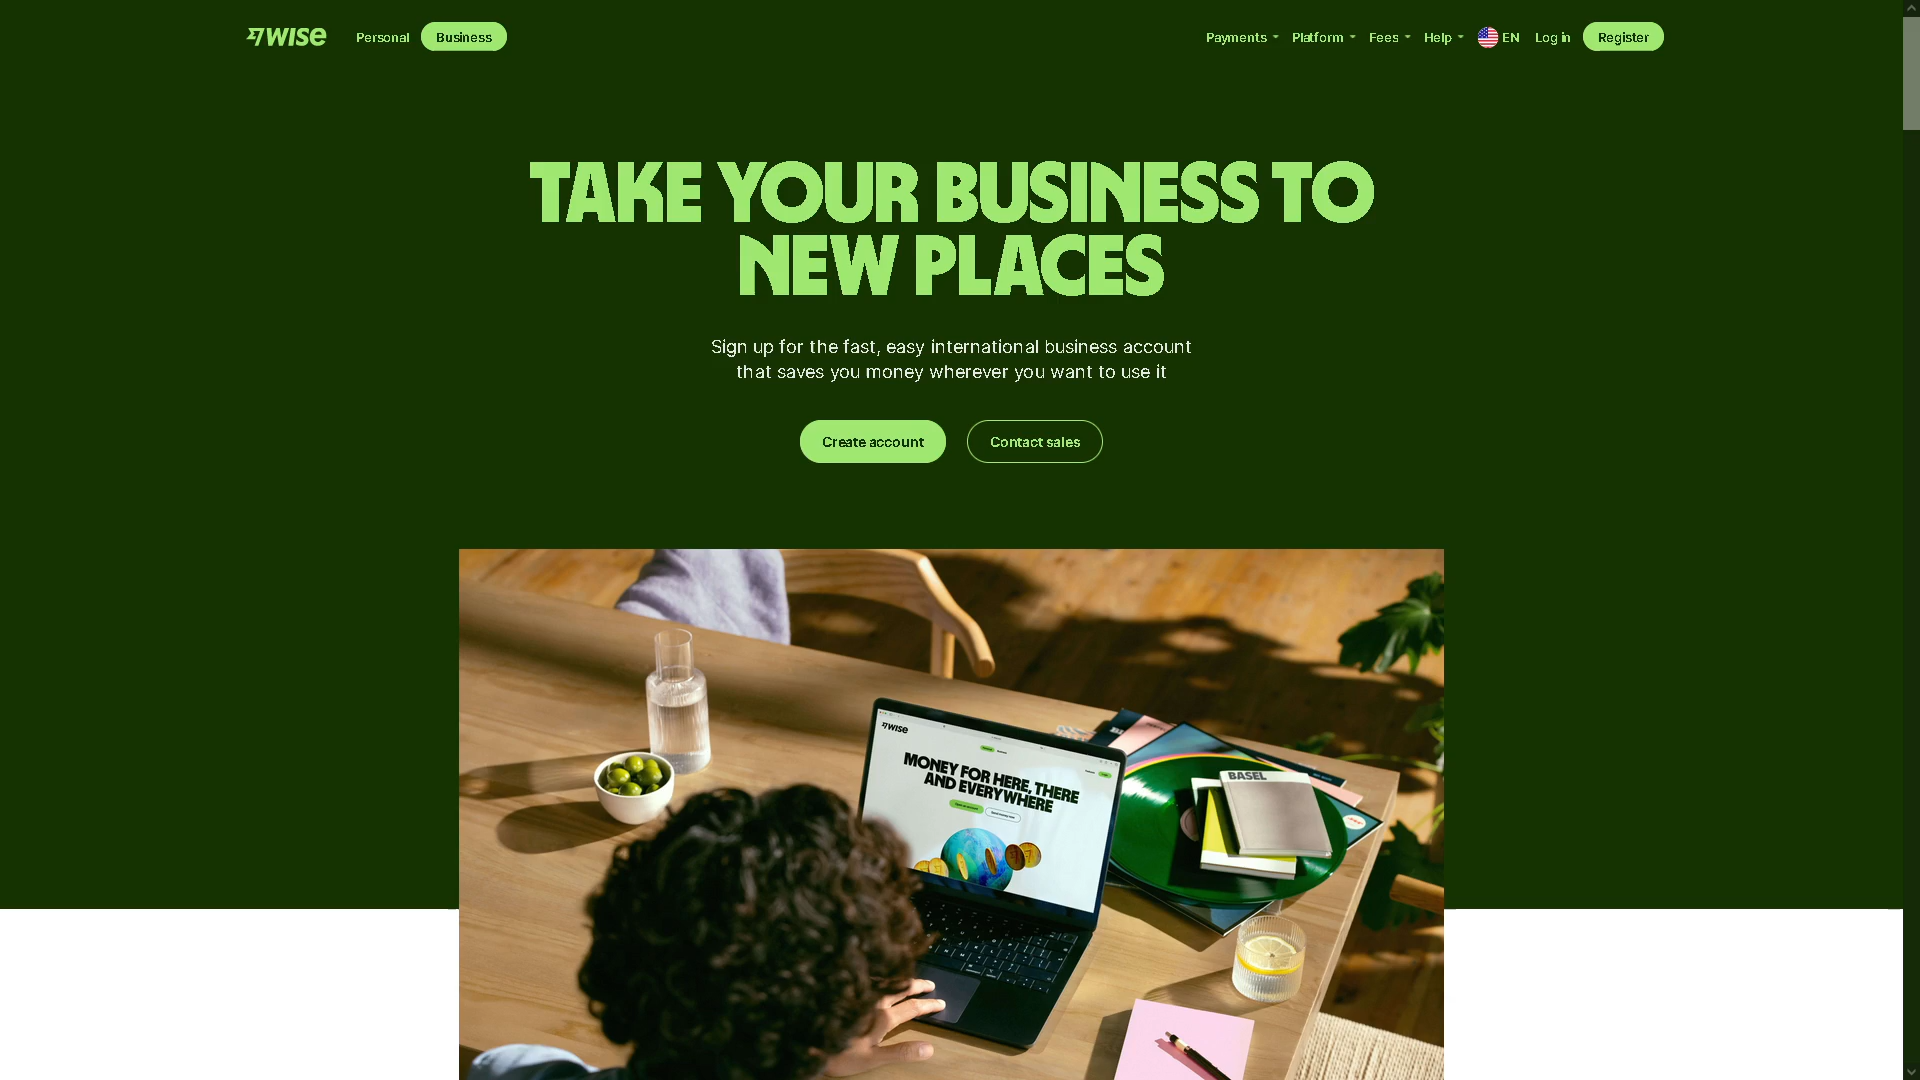 WISE
Personal
Business
Payments
Platform
Fees
Help
EN
Log in
Register
TAKE YOUR BUSINESS TO
NEW PLACES
Sign up for the fast, easy international business account
that saves you money wherever you want to use it
Create account
Contact sales
WISE
MONEY FOR HERE, THERE
AND EVERYWHERE
BASEL